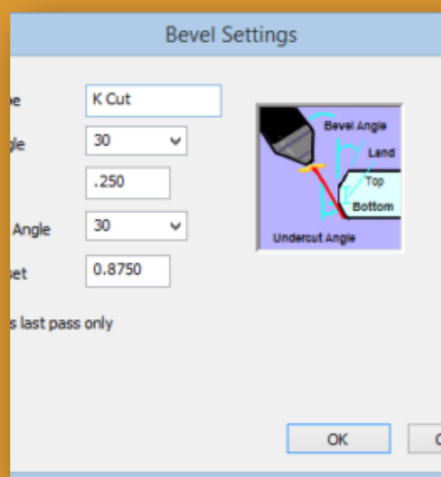 Bevel Settings
K Cut
30
.250
Angle
30
0.8750
last pass only
Bevel Angle
Land
Top
Bottom
Undercut Angle
OK